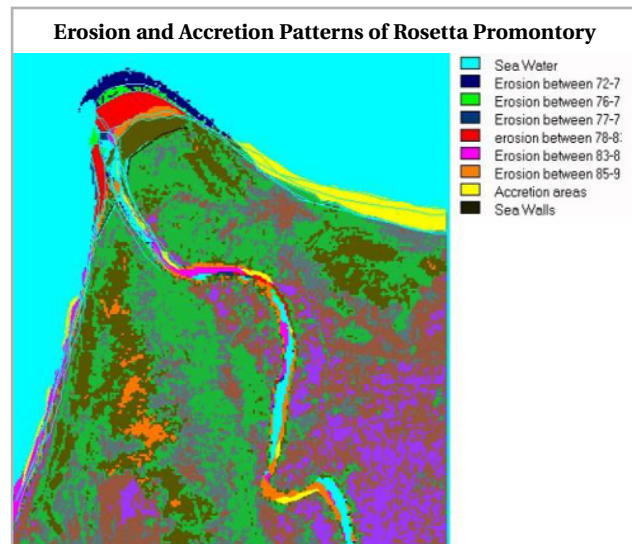 Erosion and Accretion Patterns of Rosetta Promontory
Sea Water
Erosion between 72-7
Erosion between 76-7
Erosion between 77-7
erosion between 78-8
Erosion between 83-8
Erosion between 85-9
Accretion areas
Sea Walls